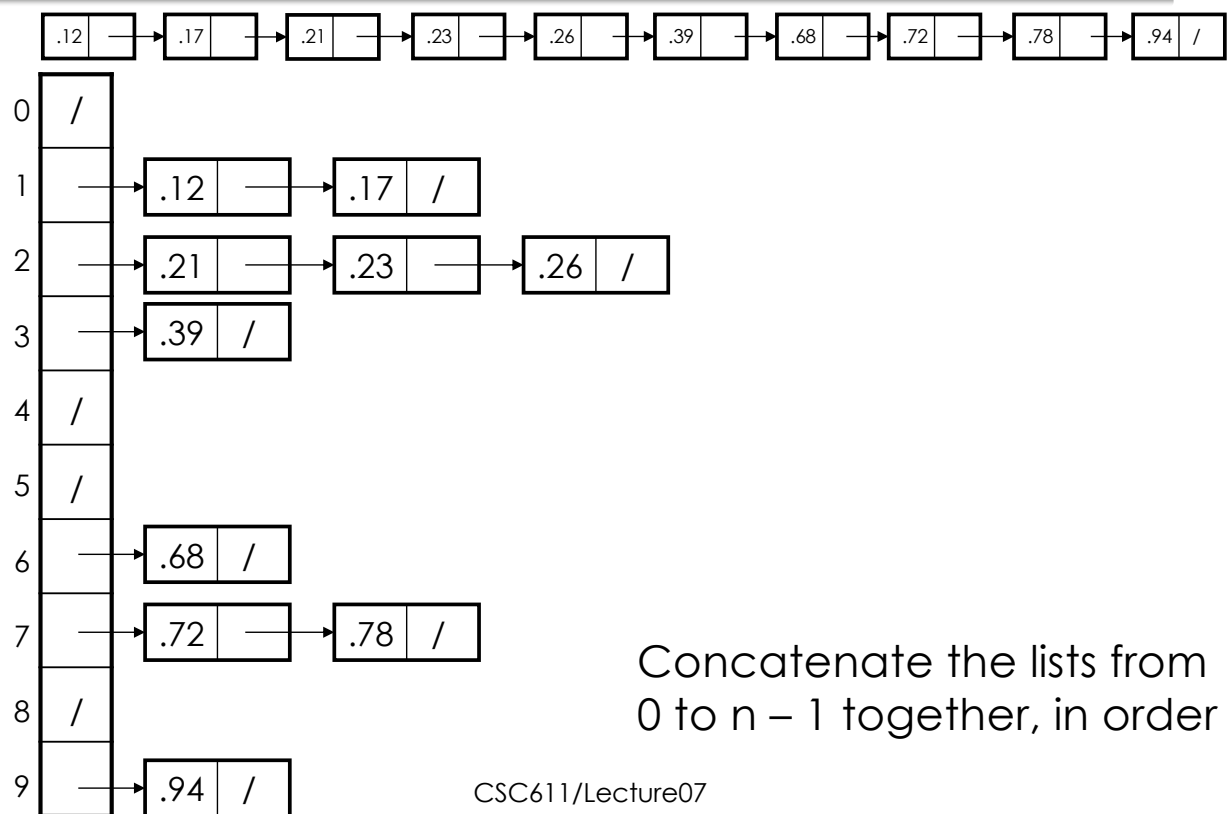 .12 .17 .21 .23 .26 .39 .68 .72 .78 .94 /
0 /
1 .12 .17 /
2 .21 .23 .26 /
3 .39 /
4 /
5 /
6 .68 /
7 .72 .78 /
8 /
9 .94 /
Concatenate the lists from
0 to n – 1 together, in order
CSC611/Lecture07